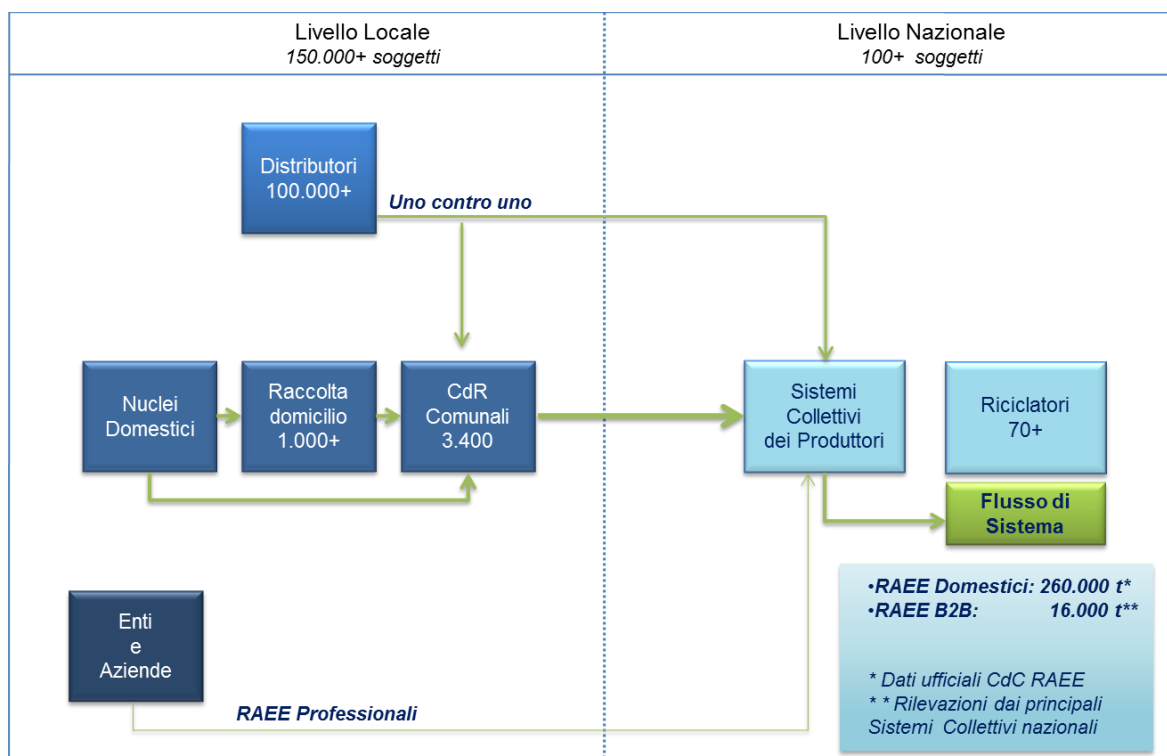 Livello Locale
150.000+ soggetti
Livello Nazionale
100+ soggetti
Distributori
100.000+
Uno contro uno
Nuclei
Domestici
Raccolta
domicilio
1.000+
CdR
Comunali
3.400
Sistemi
Collettivi
dei Produttori
Riciclatori
70+
Flusso di
Sistema
Enti
e
Aziende
RAEE Professionali
•RAEE Domestici: 260.000 t*
•RAEE B2B: 16.000 t**
* Dati ufficiali CdC RAEE
* * Rilevazioni dai principali
Sistemi Collettivi nazionali